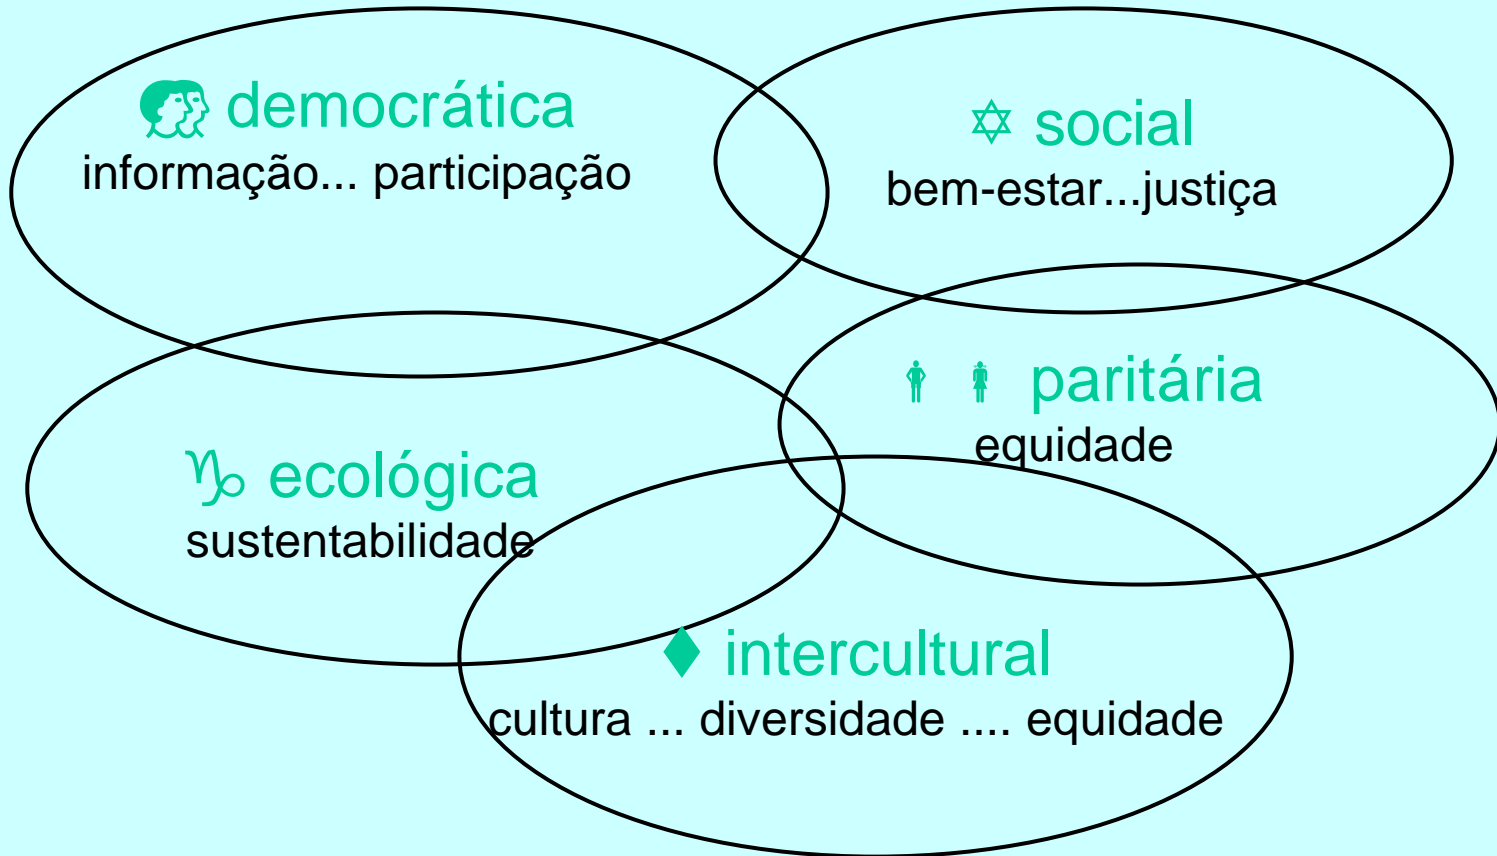 democrática
informação... participação
social
bem-estar...justiça
paritária
equidade
ecológica
sustentabilidade
intercultural
cultura ... diversidade .... equidade